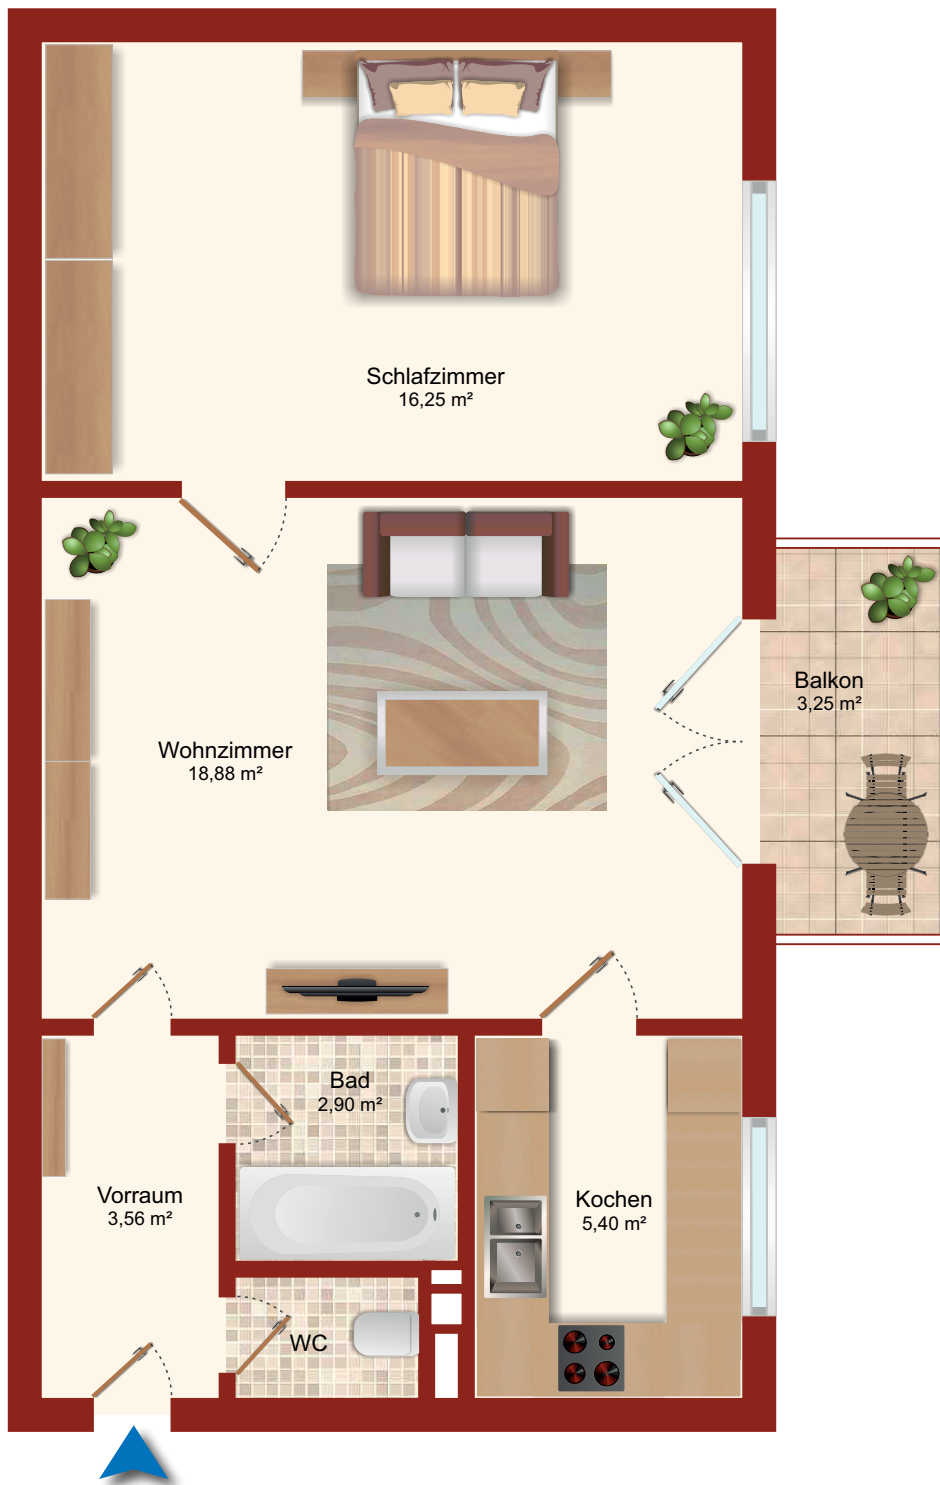 Schlafzimmer
16,25 m²
Balkon
3,25 m²
Wohnzimmer
18,88 m²
Bad
2,90 m²
Vorraum
3,56 m²
Kochen
5,40 m²
WC